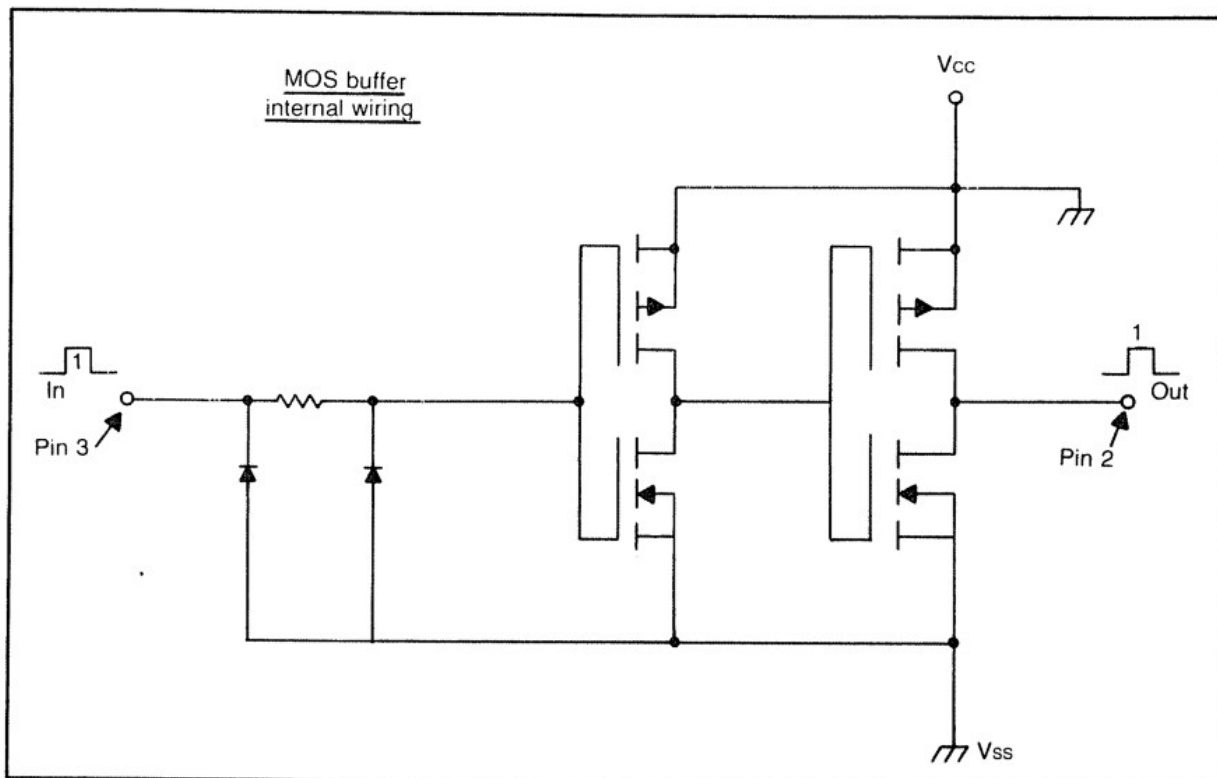 MOS buffer
internal wiring
VCC
1
In
Pin 3
1
Out
Pin 2
VSS